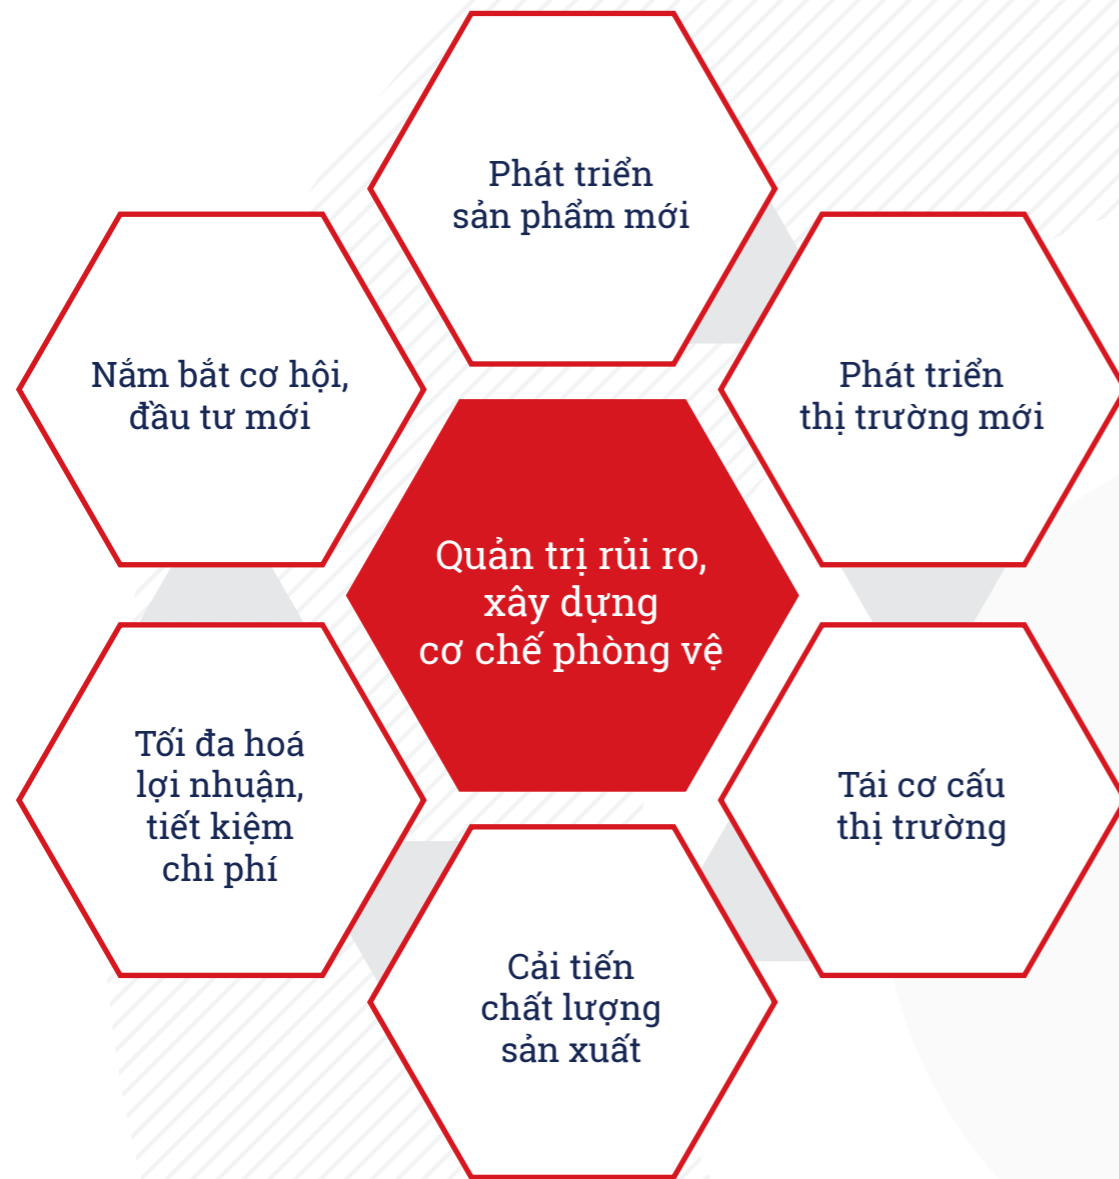 Phát triển
sản phẩm mới
Nắm bắt cơ hội,
đầu tư mới
Phát triển
thị trường mới
Quản trị rủi ro,
xây dựng
cơ chế phòng vệ
Tối đa hoá
lợi nhuận,
tiết kiệm
chi phí
Tái cơ cấu
thị trường
Cải tiến
chất lượng
sản xuất